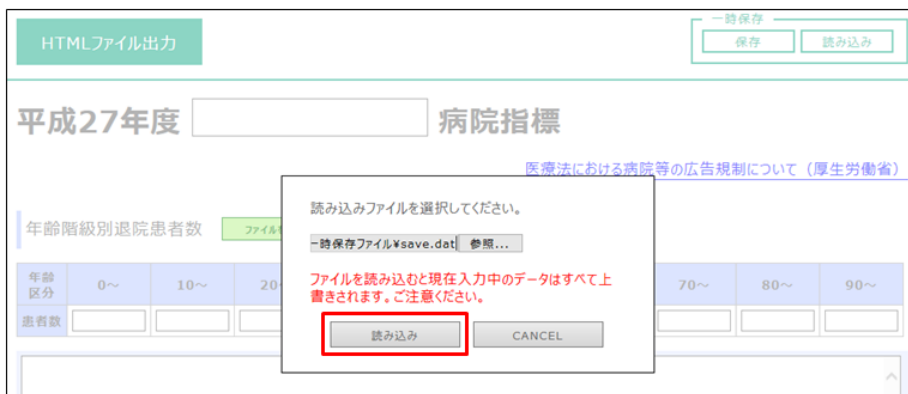 HTMLファイル出力
一時保存
保存
読み込み
平成27年度
病院指標
医療法における病院等の広告規制について（厚生労働省）
読み込みファイルを選択してください。
年齢階級別退院患者数
ファイル
一時保存ファイル¥save.dat
参照...
ファイルを読み込むと現在入力中のデータはすべて上
書きされます。ご注意ください。
年齢
区分
0～
10～
20
70～
80～
90～
患者数
読み込み
CANCEL